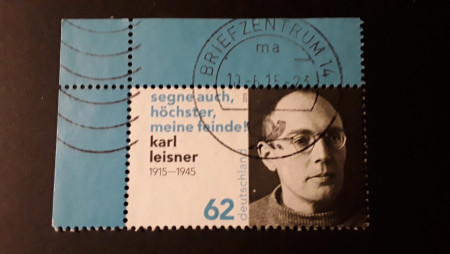 BRIEFZENTRUM 14
ma
segne auch,
höchster,
meine feinde!
karl
leisner
1915—1945
62
deutschland